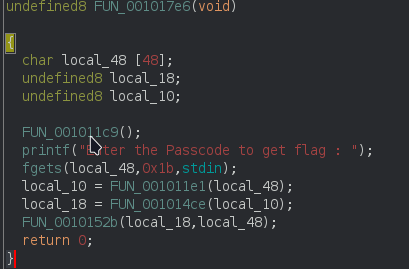 undefined8 FUN_001017e6(void)
{
char local_48 [48];
undefined8 local_18;
undefined8 local_10;
FUN_001011c9();
printf("Enter the Passcode to get flag : ");
fgets(local_48,0x1b,stdin);
local_10 = FUN_001011e1(local_48);
local_18 = FUN_001014ce(local_10);
FUN_0010152b(local_18,local_48);
return 0;
}